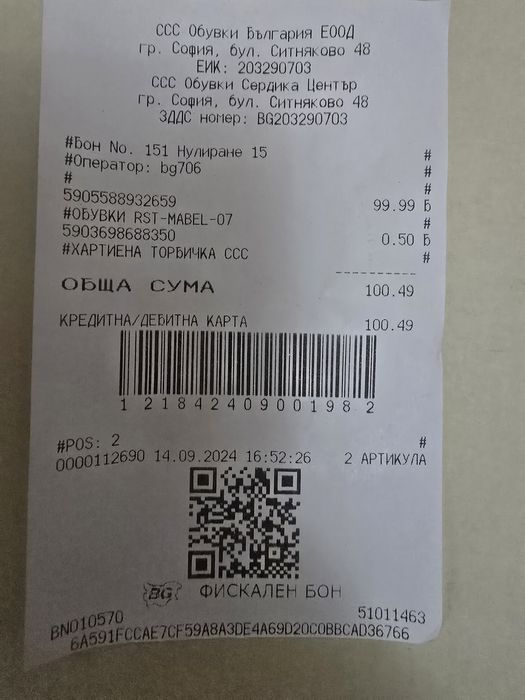 ССС Обувки България ЕООД
гр. София, бул. Ситняково 48
ЕИК: 203290703
ССС Обувки Сердика Център
гр. София, бул. Ситняково 48
ЗДДС номер: BG203290703
#Бон No. 151 Нулиране 15 #
#Оператор: bg706 #
# #
5905588932659 99.99 Б
#ОБУВКИ RST-MABEL-07 #
5903698688350 0.50 Б
#ХАРТИЕНА ТОРБИЧКА ССС #
----------
ОБЩА СУМА 100.49
КРЕДИТНА/ДЕБИТНА КАРТА 100.49
1 2184240900198 2
#POS: 2 #
0000112690 14.09.2024 16:52:26 2 АРТИКУЛА
BG ФИСКАЛЕН БОН
BN010570 51011463
6A591FCCAE7CF59A8A3DE4A69D20C0BBCAD36766